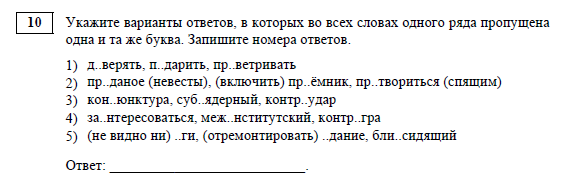 10 Укажите варианты ответов, в которых во всех словах одного ряда пропущена
одна и та же буква. Запишите номера ответов.
1) д..верять, п..дарить, пр..ветривать
2) пр..даное (невесты), (включить) пр..ёмник, пр..твориться (спящим)
3) кон..юнктура, суб..ядерный, контр..удар
4) за..нтересоваться, меж..нститутский, контр..гра
5) (не видно ни) ..ги, (отремонтировать) ..дание, бли..сидящий
Ответ: ___________________________.